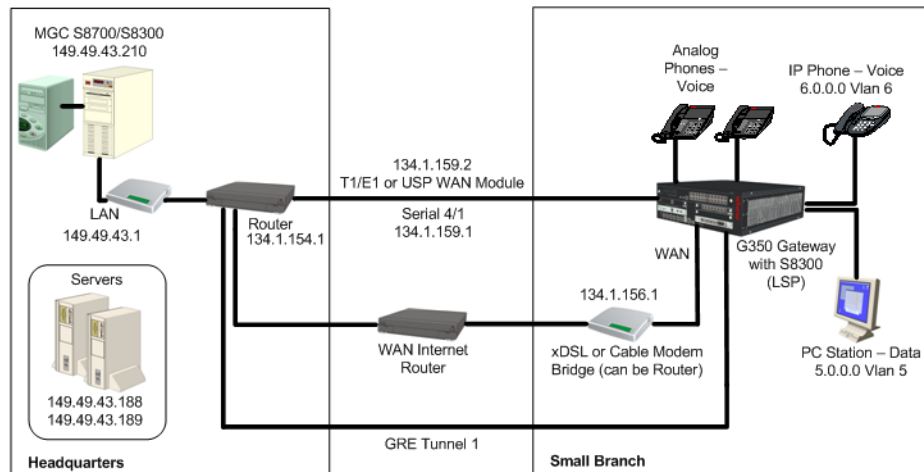 MGC S8700/S8300
149.49.43.210
LAN
149.49.43.1
Router
134.1.154.1
Servers
149.49.43.188
149.49.43.189
Headquarters
134.1.159.2
T1/E1 or USP WAN Module
Serial 4/1
134.1.159.1
WAN Internet
Router
GRE Tunnel 1
Analog
Phones –
Voice
IP Phone – Voice
6.0.0.0 Vlan 6
WAN
G350 Gateway
with S8300
(LSP)
134.1.156.1
xDSL or Cable Modem
Bridge (can be Router)
PC Station – Data
5.0.0.0 Vlan 5
Small Branch